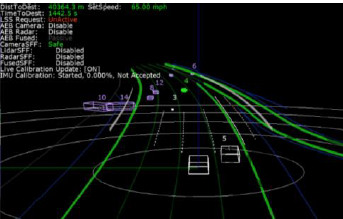 DistToDest: 40364.3 m SetSpeed: 65.00 mph
TimeToDest: 1442.5 s
LSS Request: UnActive
AEB Camera: Disable
AEB Radar: Disable
AEB Fused: Passive
CameraSFF: Safe
LidarSFF: Disabled
RadarSFF: Disabled
FusedSFF: Disabled
Live Calibration Update: [ON]
IMU Calibration: Started, 0.000%, Not Accepted
6
4
12
8
10 14
3
5